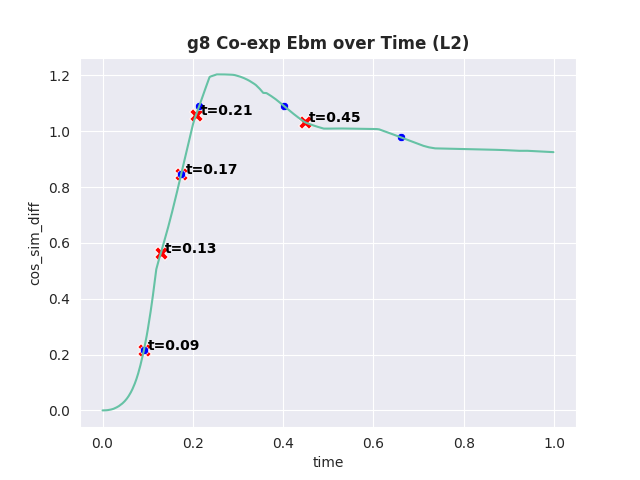 g8 Co-exp Ebm over Time (L2)
1.2
1.0
0.8
0.6
0.4
0.2
0.0
cos_sim_diff
t=0.21
t=0.45
t=0.17
t=0.13
t=0.09
0.0 0.2 0.4 0.6 0.8 1.0
time